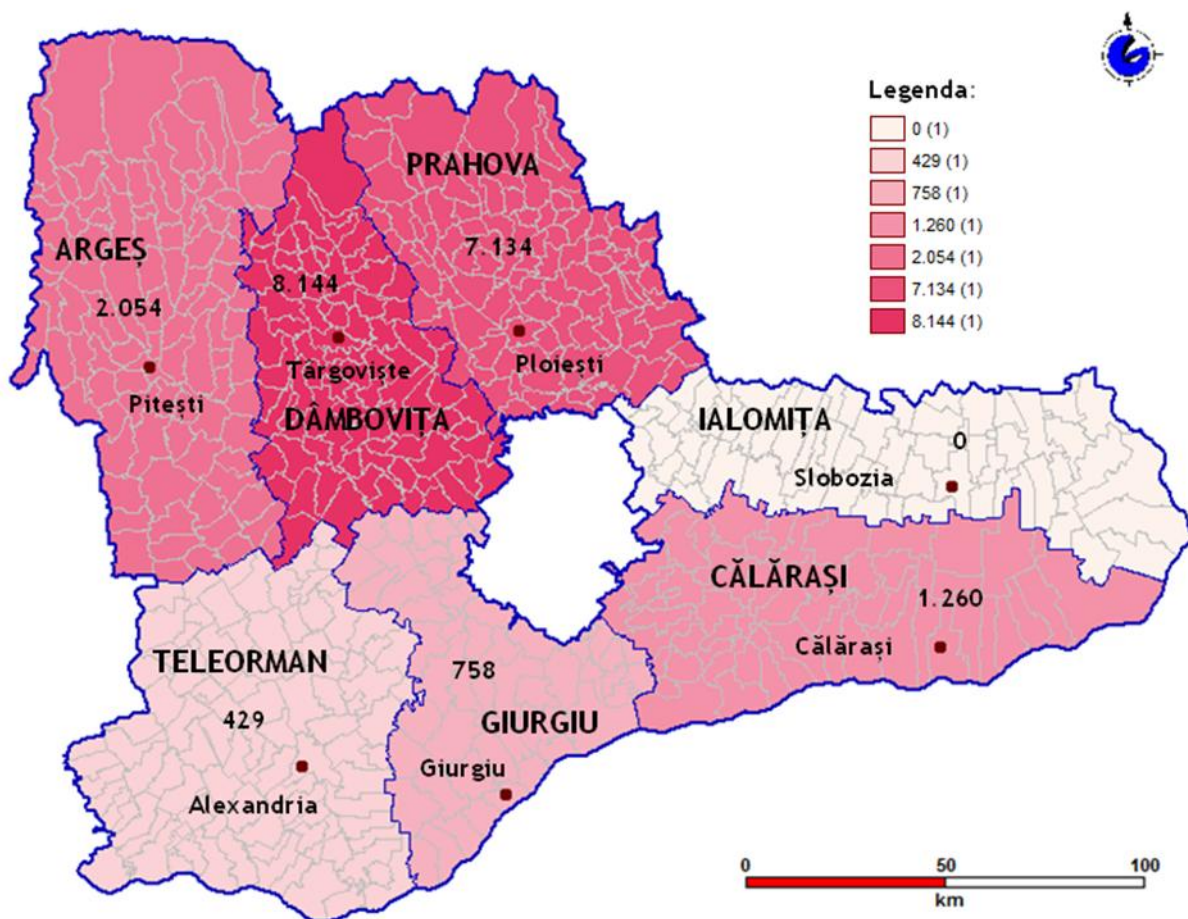 Legenda:
0 (1)
429 (1)
758 (1)
1.260 (1)
2.054 (1)
7.134 (1)
8.144 (1)
PRAHOVA
7.134
Ploiești
ARGEȘ
2.054
Pitești
8.144
Târgoviște
DÂMBOVIȚA
IALOMIȚA
0
Slobozia
CĂLĂRAȘI
1.260
Călărași
TELEORMAN
429
Alexandria
758
GIURGIU
Giurgiu
0 50 100
km